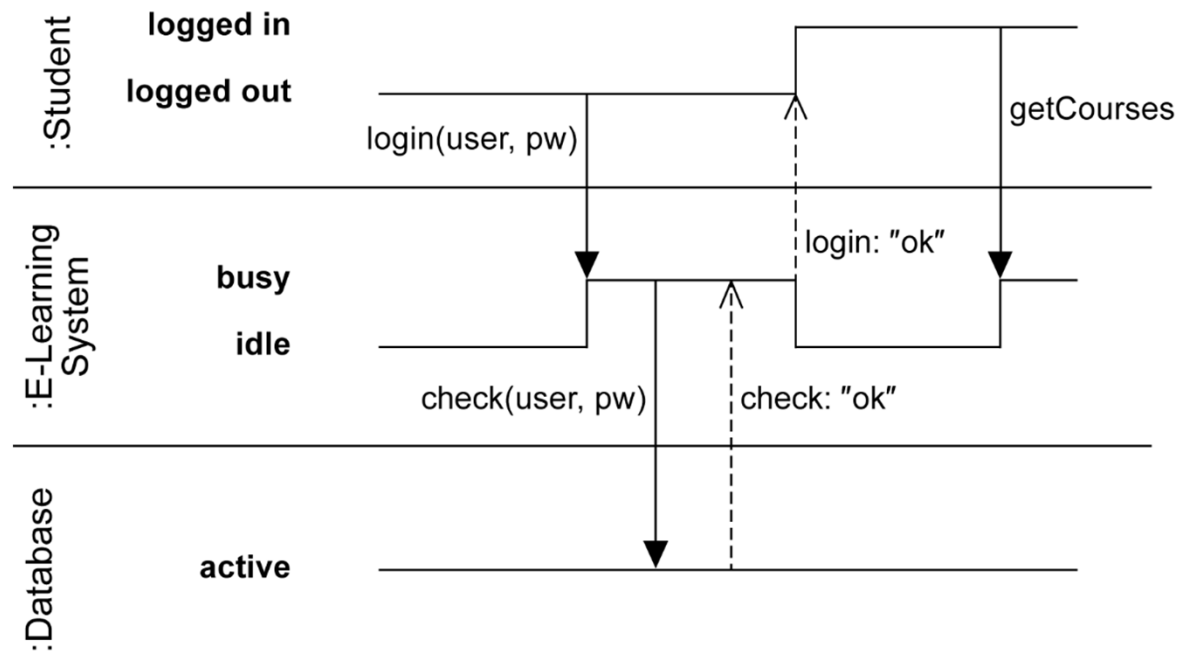 :Student
logged in
logged out
login(user, pw)
getCourses
:E-Learning
System
busy
idle
login: "ok"
check(user, pw)
check: "ok"
:Database
active